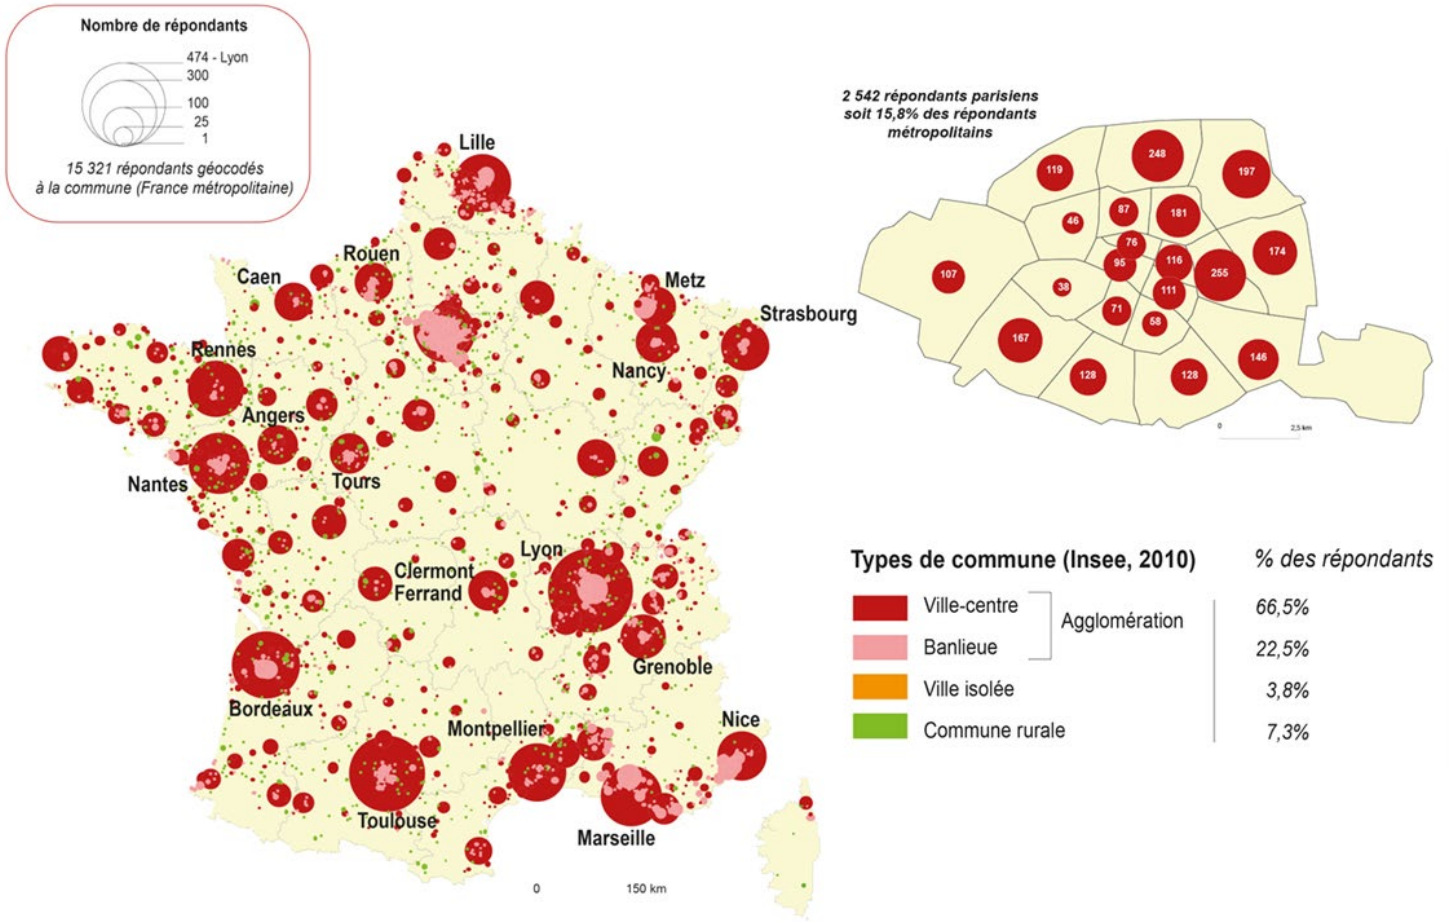 Nombre de répondants
474 - Lyon
300
100
25
1
15 321 répondants géocodés
à la commune (France métropolitaine)
Lille
Rouen
Caen
Metz
Strasbourg
Rennes
Nancy
Angers
Nantes
Tours
Lyon
Clermont
Ferrand
Grenoble
Bordeaux
Montpellier
Nice
Toulouse
Marseille
0
150 km
2 542 répondants parisiens
soit 15,8% des répondants
métropolitains
248
119
197
87
181
46
76
174
95
116
255
107
38
111
71
58
167
146
128
128
0
2,5 km
Types de commune (Insee, 2010)
% des répondants
Ville-centre
66,5%
Agglomération
Banlieue
22,5%
Ville isolée
3,8%
Commune rurale
7,3%